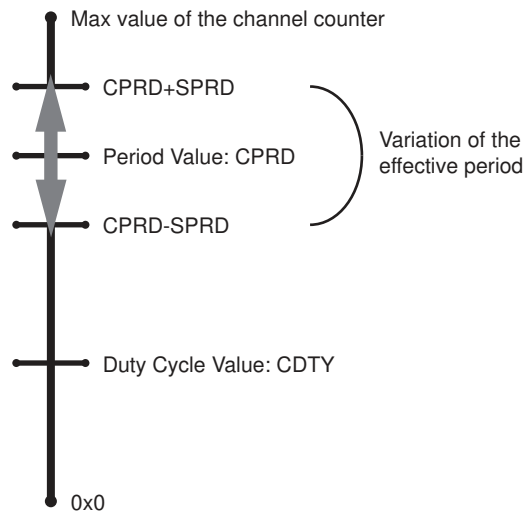 Max value of the channel counter
CPRD+SPRD
Period Value: CPRD
Variation of the
effective period
CPRD-SPRD
Duty Cycle Value: CDTY
0x0